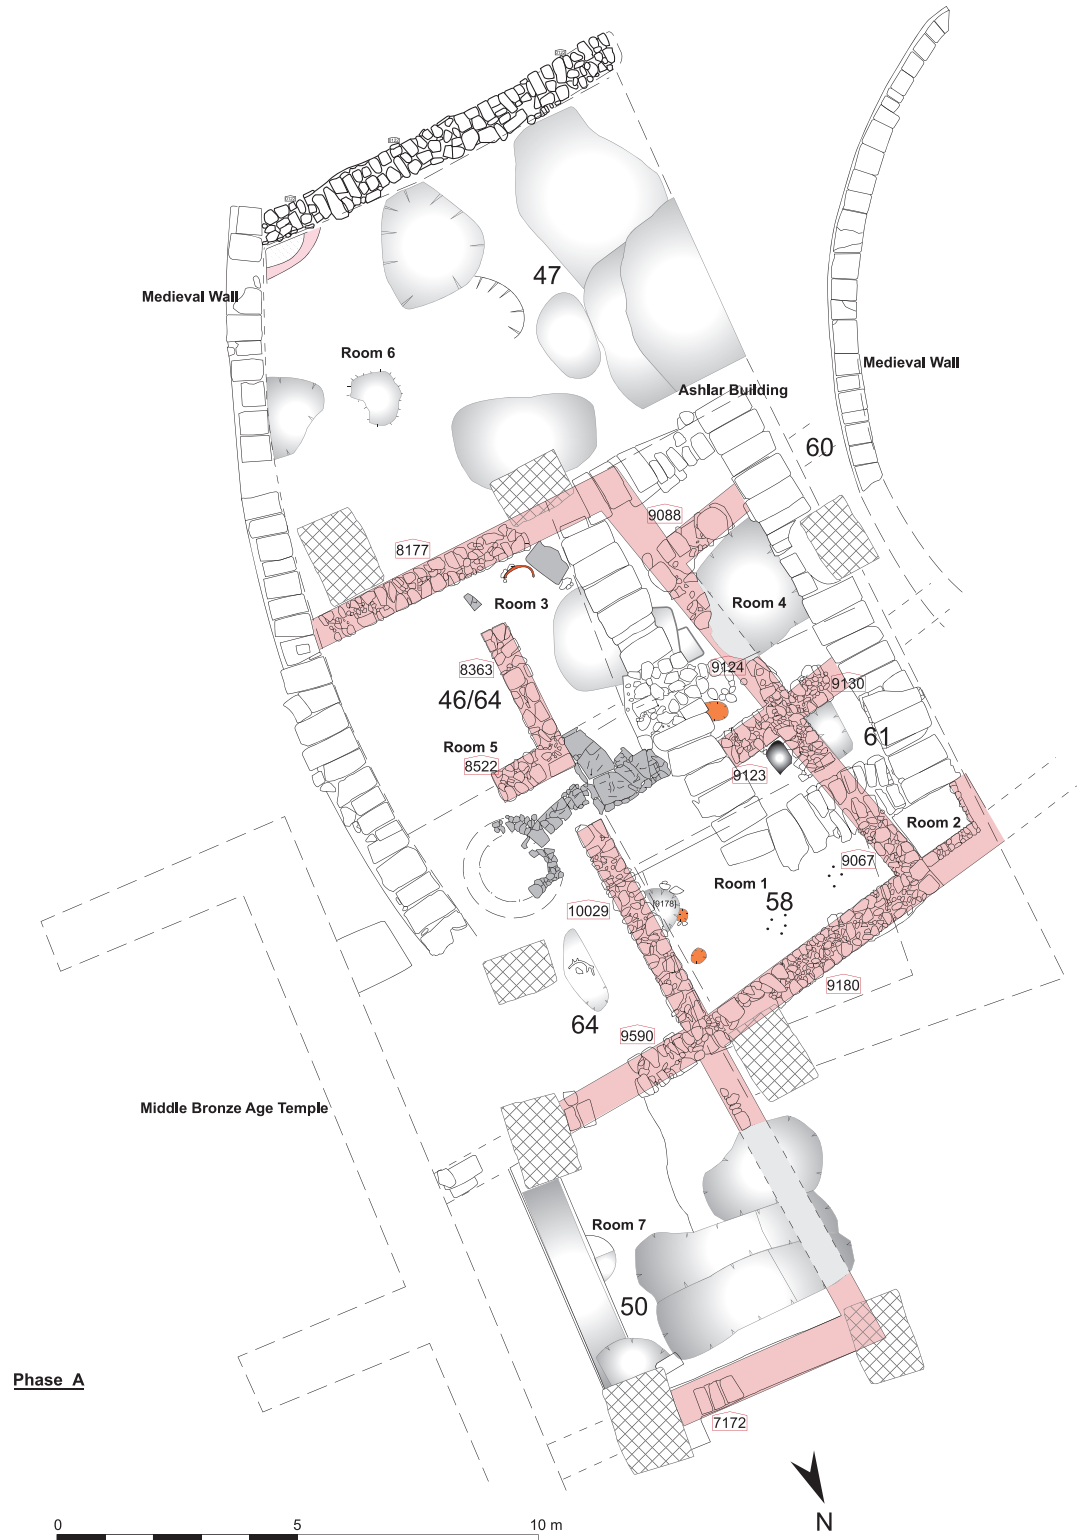 47
Medieval Wall
Room 6
Medieval Wall
Ashlar Building
60
9088
8177
Room 3
Room 4
8363
9124
9130
46/64
61
Room 5
8522
9123
Room 2
9067
Room 1
58
10029
[9178]
9180
64
9590
Middle Bronze Age Temple
Room 7
50
Phase A
7172
N
0 5 10 m